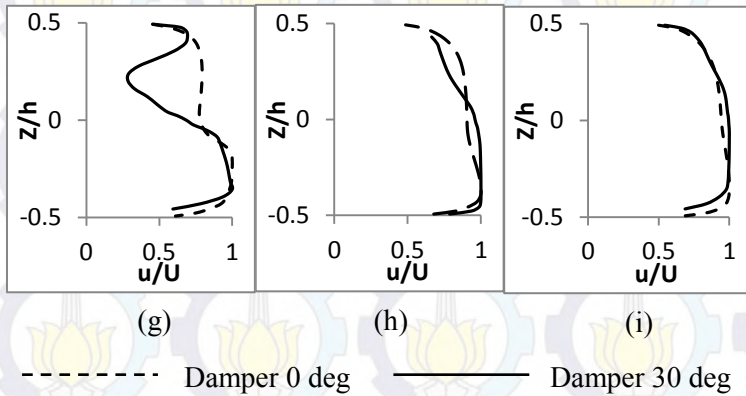 0.5 0.5 0.5
z/h z/h z/h
0 0 0
-0.5 -0.5 -0.5
0 0.5 1 0 0.5 1 0 0.5 1
u/U u/U u/U
(g) (h) (i)
Damper 0 deg Damper 30 deg